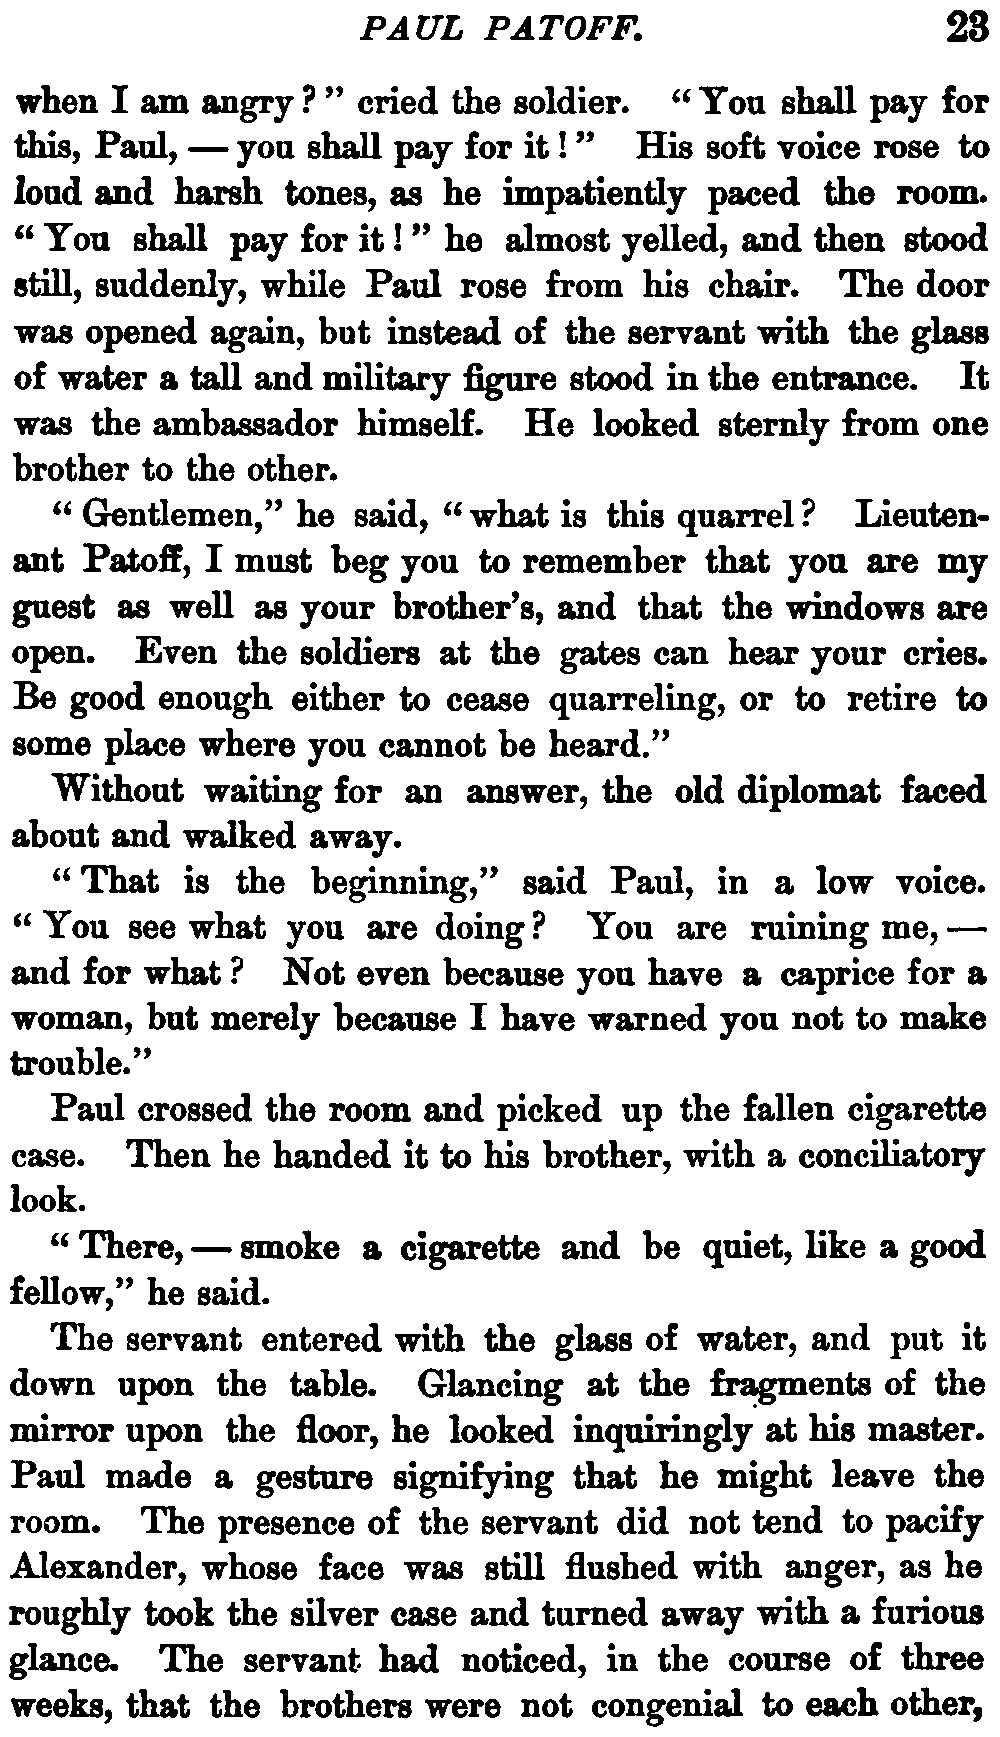 PAUL PATOFF. 23
when I am angry?" cried the soldier. "You shall pay for
this, Paul, — you shall pay for it!" His soft voice rose to
loud and harsh tones, as he impatiently paced the room.
"You shall pay for it!" he almost yelled, and then stood
still, suddenly, while Paul rose from his chair. The door
was opened again, but instead of the servant with the glass
of water a tall and military figure stood in the entrance. It
was the ambassador himself. He looked sternly from one
brother to the other.
"Gentlemen," he said, "what is this quarrel? Lieuten-
ant Patoff, I must beg you to remember that you are my
guest as well as your brother's, and that the windows are
open. Even the soldiers at the gates can hear your cries.
Be good enough either to cease quarreling, or to retire to
some place where you cannot be heard."
Without waiting for an answer, the old diplomat faced
about and walked away.
"That is the beginning," said Paul, in a low voice.
"You see what you are doing? You are ruining me, —
and for what? Not even because you have a caprice for a
woman, but merely because I have warned you not to make
trouble."
Paul crossed the room and picked up the fallen cigarette
case. Then he handed it to his brother, with a conciliatory
look.
"There, — smoke a cigarette and be quiet, like a good
fellow," he said.
The servant entered with the glass of water, and put it
down upon the table. Glancing at the fragments of the
mirror upon the floor, he looked inquiringly at his master.
Paul made a gesture signifying that he might leave the
room. The presence of the servant did not tend to pacify
Alexander, whose face was still flushed with anger, as he
roughly took the silver case and turned away with a furious
glance. The servant had noticed, in the course of three
weeks, that the brothers were not congenial to each other,